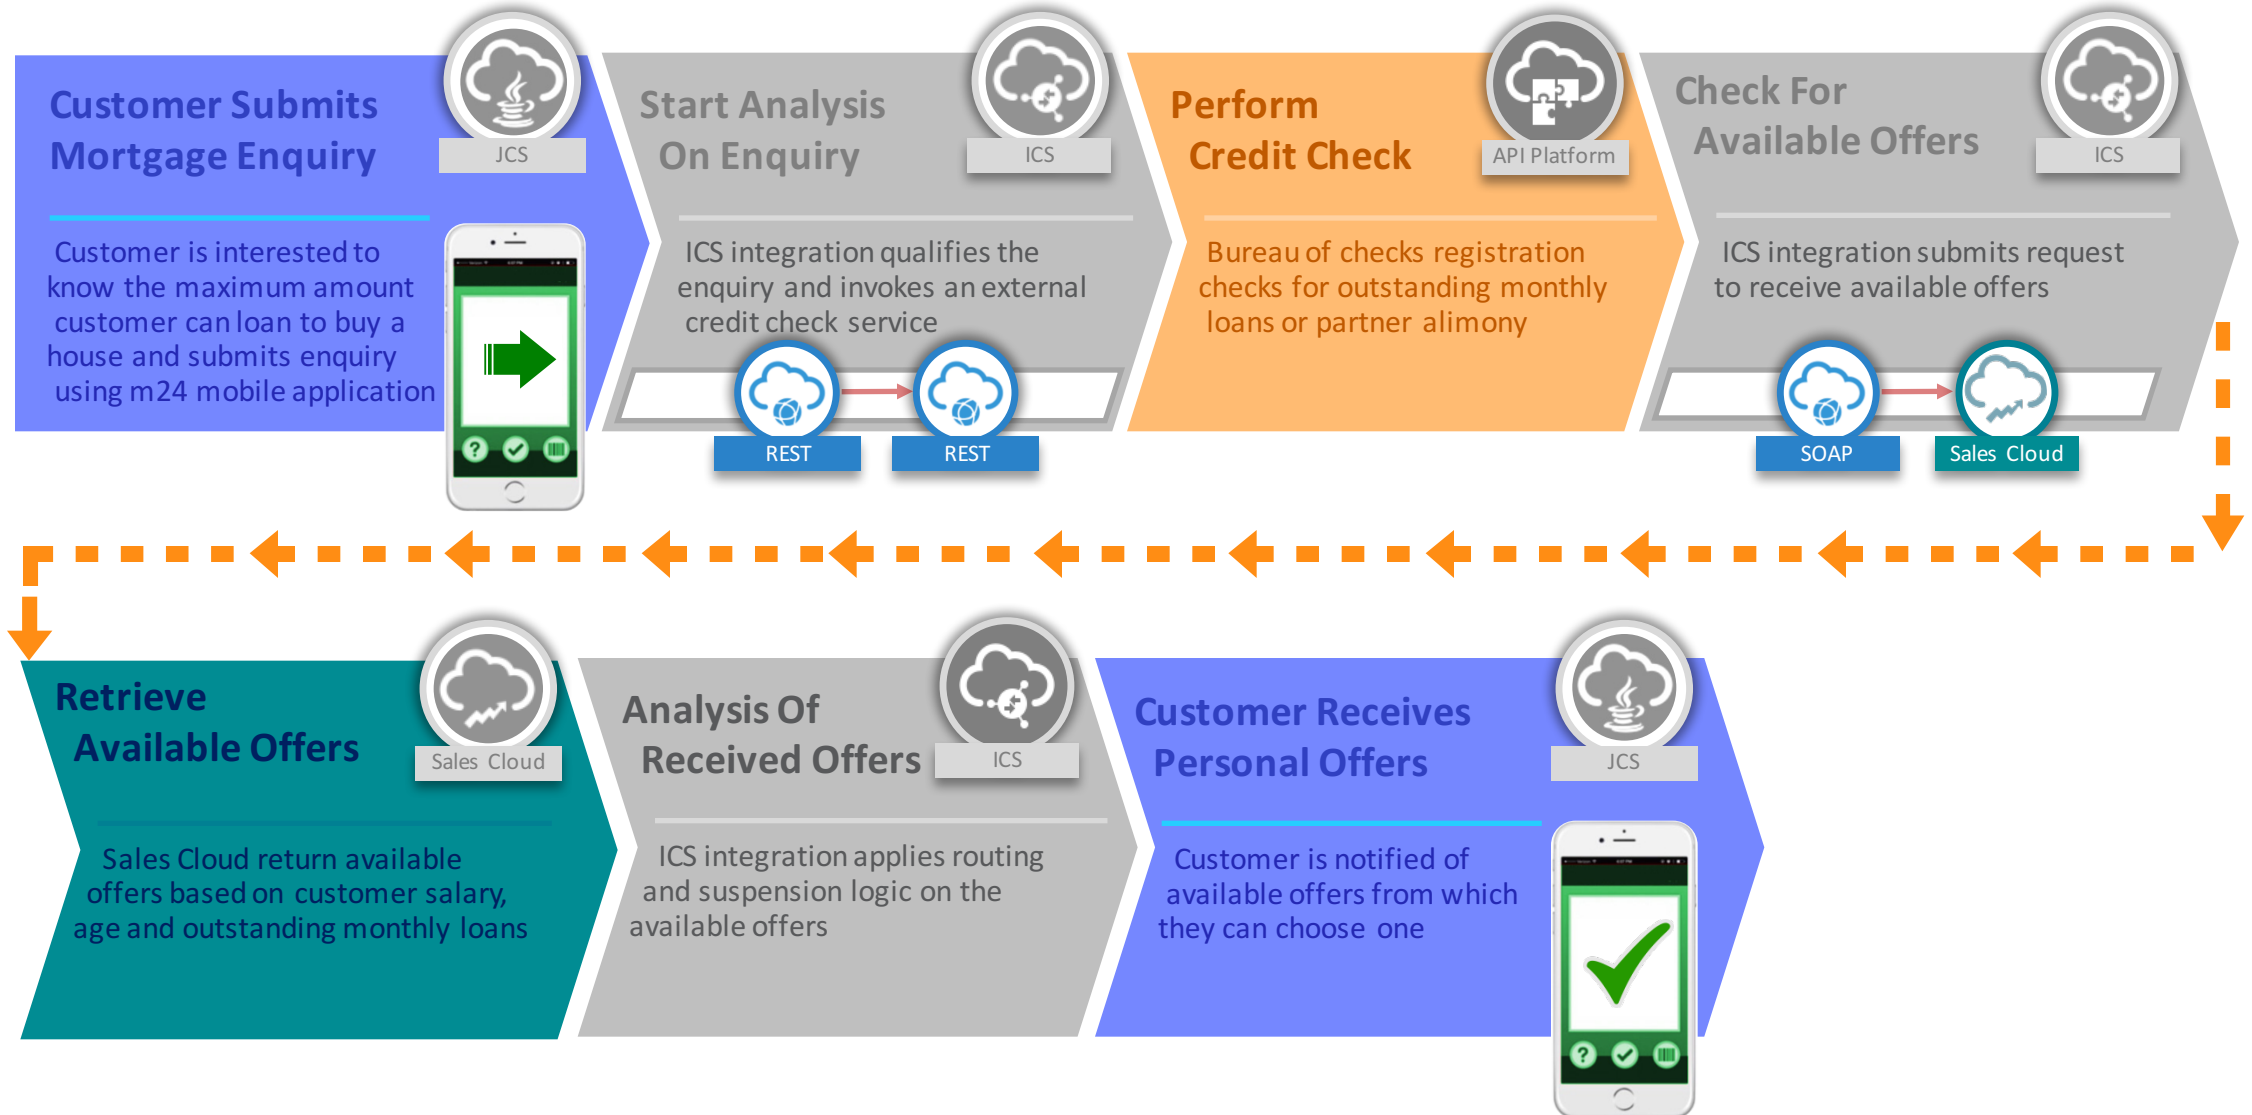 Customer Submits
Mortgage Enquiry
JCS
Customer is interested to
know the maximum amount
customer can loan to buy a
house and submits enquiry
using m24 mobile application
Start Analysis
On Enquiry
ICS
ICS integration qualifies the
enquiry and invokes an external
credit check service
REST
REST
Perform
Credit Check
API Platform
Bureau of checks registration
checks for outstanding monthly
loans or partner alimony
Check For
Available Offers
ICS
ICS integration submits request
to receive available offers
SOAP
Sales Cloud
Retrieve
Available Offers
Sales Cloud
Sales Cloud return available
offers based on customer salary,
age and outstanding monthly loans
Analysis Of
Received Offers
ICS
ICS integration applies routing
and suspension logic on the
available offers
Customer Receives
Personal Offers
JCS
Customer is notified of
available offers from which
they can choose one